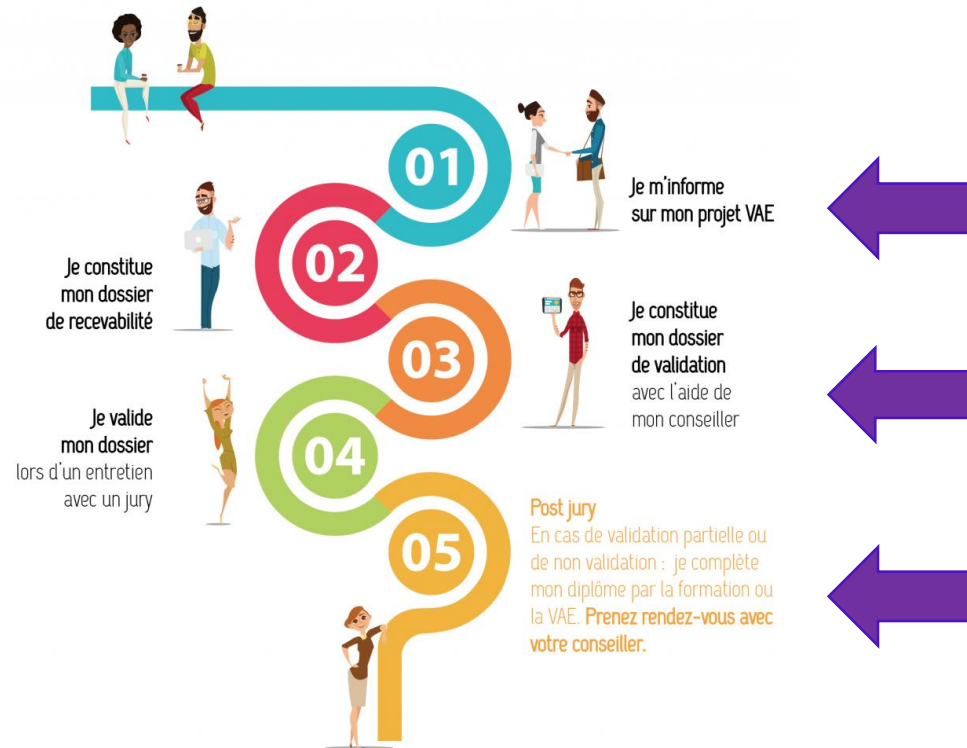 01
Je m'informe
sur mon projet VAE
02
Je constitue
mon dossier
de recevabilité
03
Je constitue
mon dossier
de validation
avec l'aide de
mon conseiller
04
Je valide
mon dossier
lors d'un entretien
avec un jury
05
Post jury
En cas de validation partielle ou
de non validation : je complète
mon diplôme par la formation ou
la VAE. Prenez rendez-vous avec
votre conseiller.